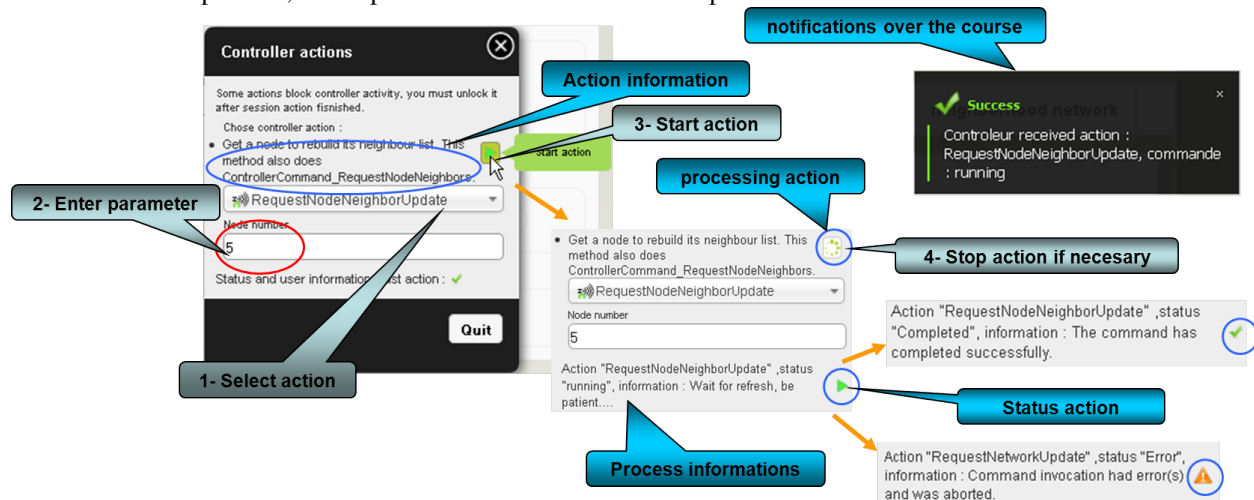 notifications over the course
Controller actions
Some actions block controller activity, you must unlock it
after session action fisnished.
Chose controller action :
• Get a node to rebuild its neighbour list. This
method also does
ControllerCommand_RequestNodeNeighbors.
RequestNodeNeighborUpdate
Node number
5
Status and user information
action : ✔
Quit
Action information
3- Start action
start action
2- Enter parameter
1- Select action
neighborhood network
Success
×
Controleur received action :
RequestNodeNeighborUpdate, commande
: running
processing action
4- Stop action if necesary
• Get a node to rebuild its neighbour list. This
method also does
ControllerCommand_RequestNodeNeighbors.
RequestNodeNeighborUpdate
Node number
5
Action "RequestNodeNeighborUpdate" ,status
"running", information : Wait for refresh, be
patient....
Action "RequestNodeNeighborUpdate" ,status
"Completed", information : The command has
completed successfully.
Status action
Process informations
Action "RequestNetworkUpdate" ,status "Error",
information : Command invocation had error(s)
and was aborted.